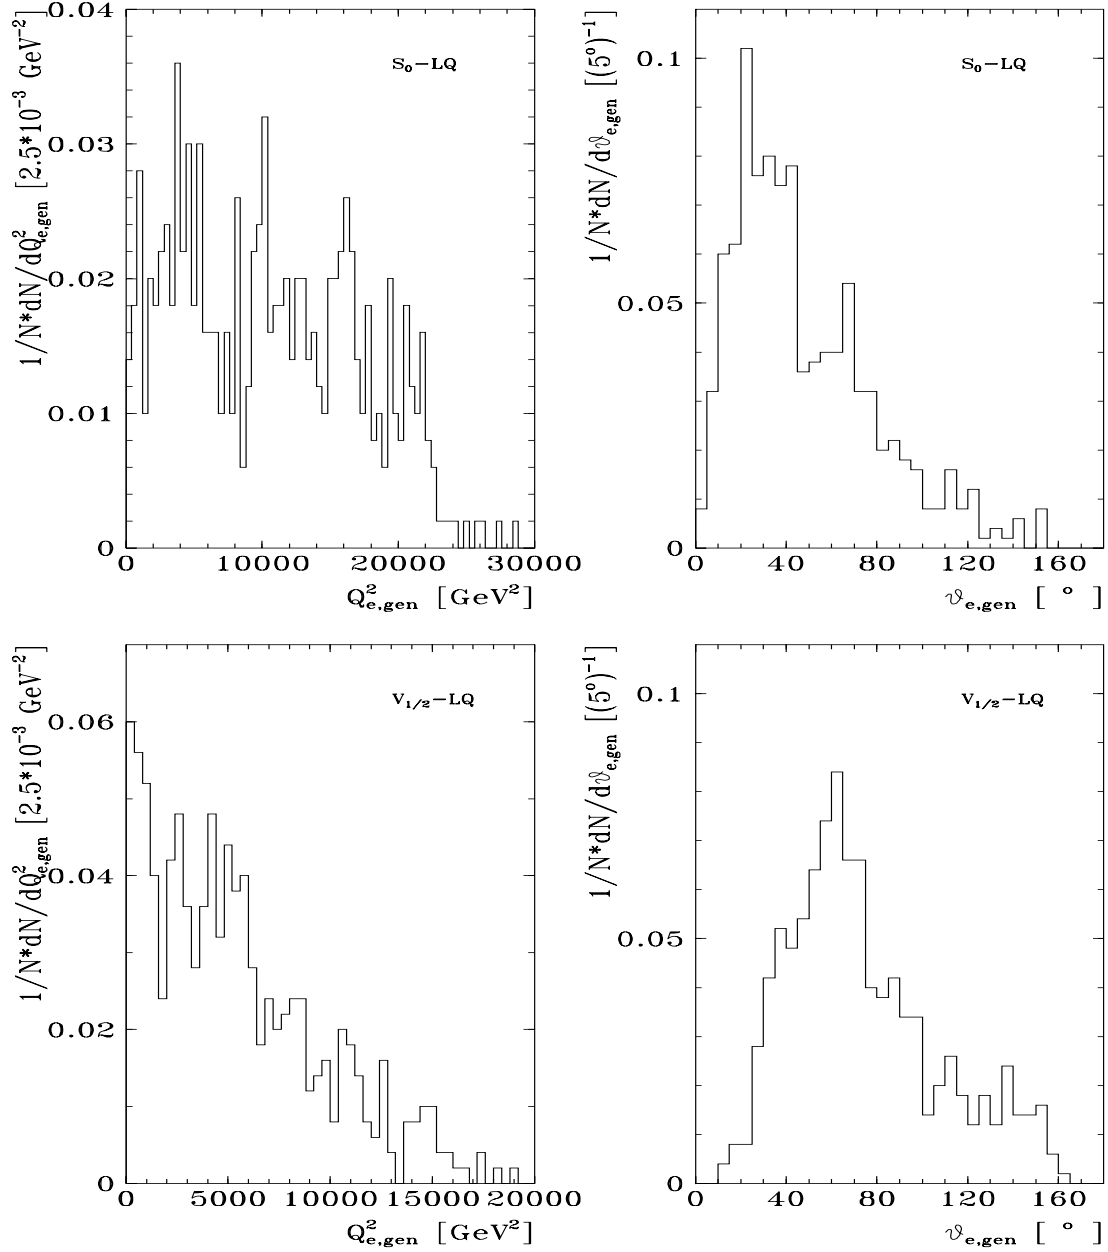 1/N*dN/dQ²e,gen [2.5*10⁻³ GeV⁻²]
0.04
0.03
0.02
0.01
0
S₀−LQ
0 10000 20000 30000
Q²e,gen [GeV²]
1/N*dN/dϑe,gen [(5°)⁻¹]
0.1
0.05
0
S₀−LQ
0 40 80 120 160
ϑe,gen [ ° ]
1/N*dN/dQ²e,gen [2.5*10⁻³ GeV⁻²]
0.06
0.04
0.02
0
V1/2−LQ
0 5000 10000 15000 20000
Q²e,gen [GeV²]
1/N*dN/dϑe,gen [(5°)⁻¹]
0.1
0.05
0
V1/2−LQ
0 40 80 120 160
ϑe,gen [ ° ]